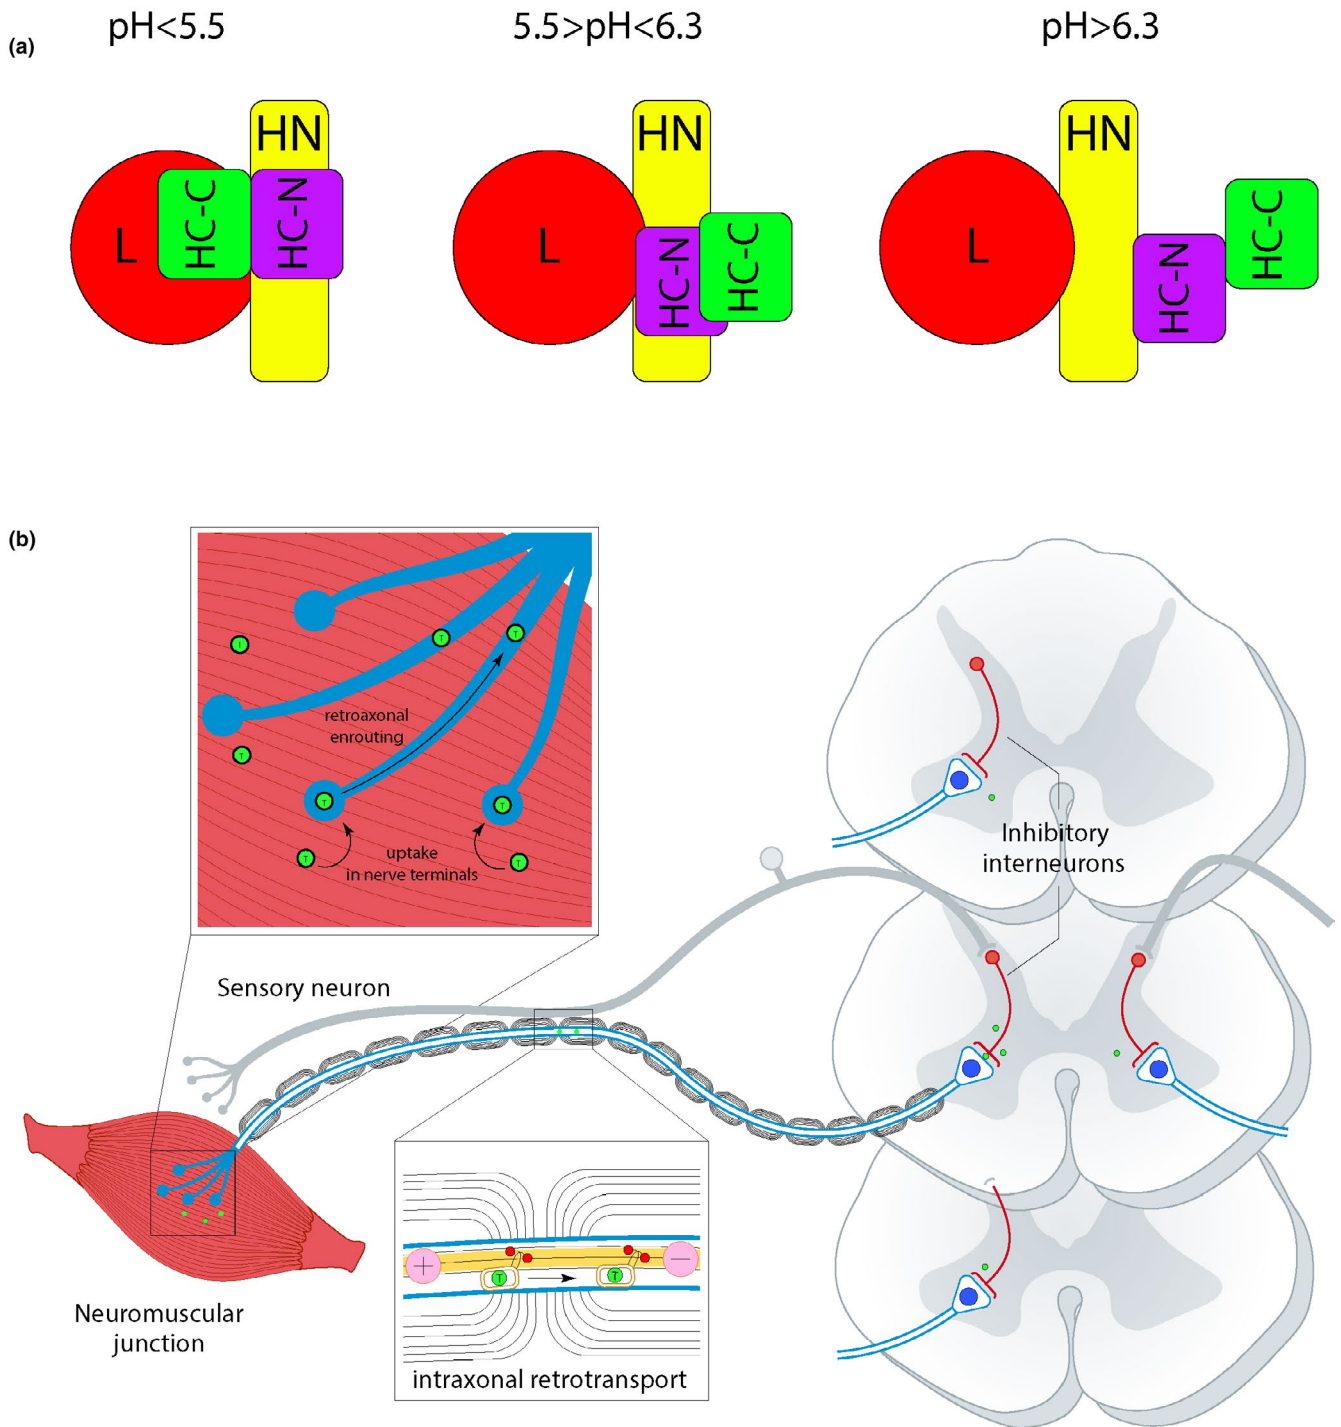 (a)
pH<5.5
5.5>pH<6.3
pH>6.3
HN
L
HC-C
HC-N
HN
L
HC-N
HC-C
HN
L
HC-N
HC-C
(b)
T
T
T
retroaxonal
enrouting
T
T
T
T
T
uptake
in nerve terminals
Inhibitory
interneurons
Sensory neuron
Neuromuscular
junction
+
T
T
−
intraxonal retrotransport